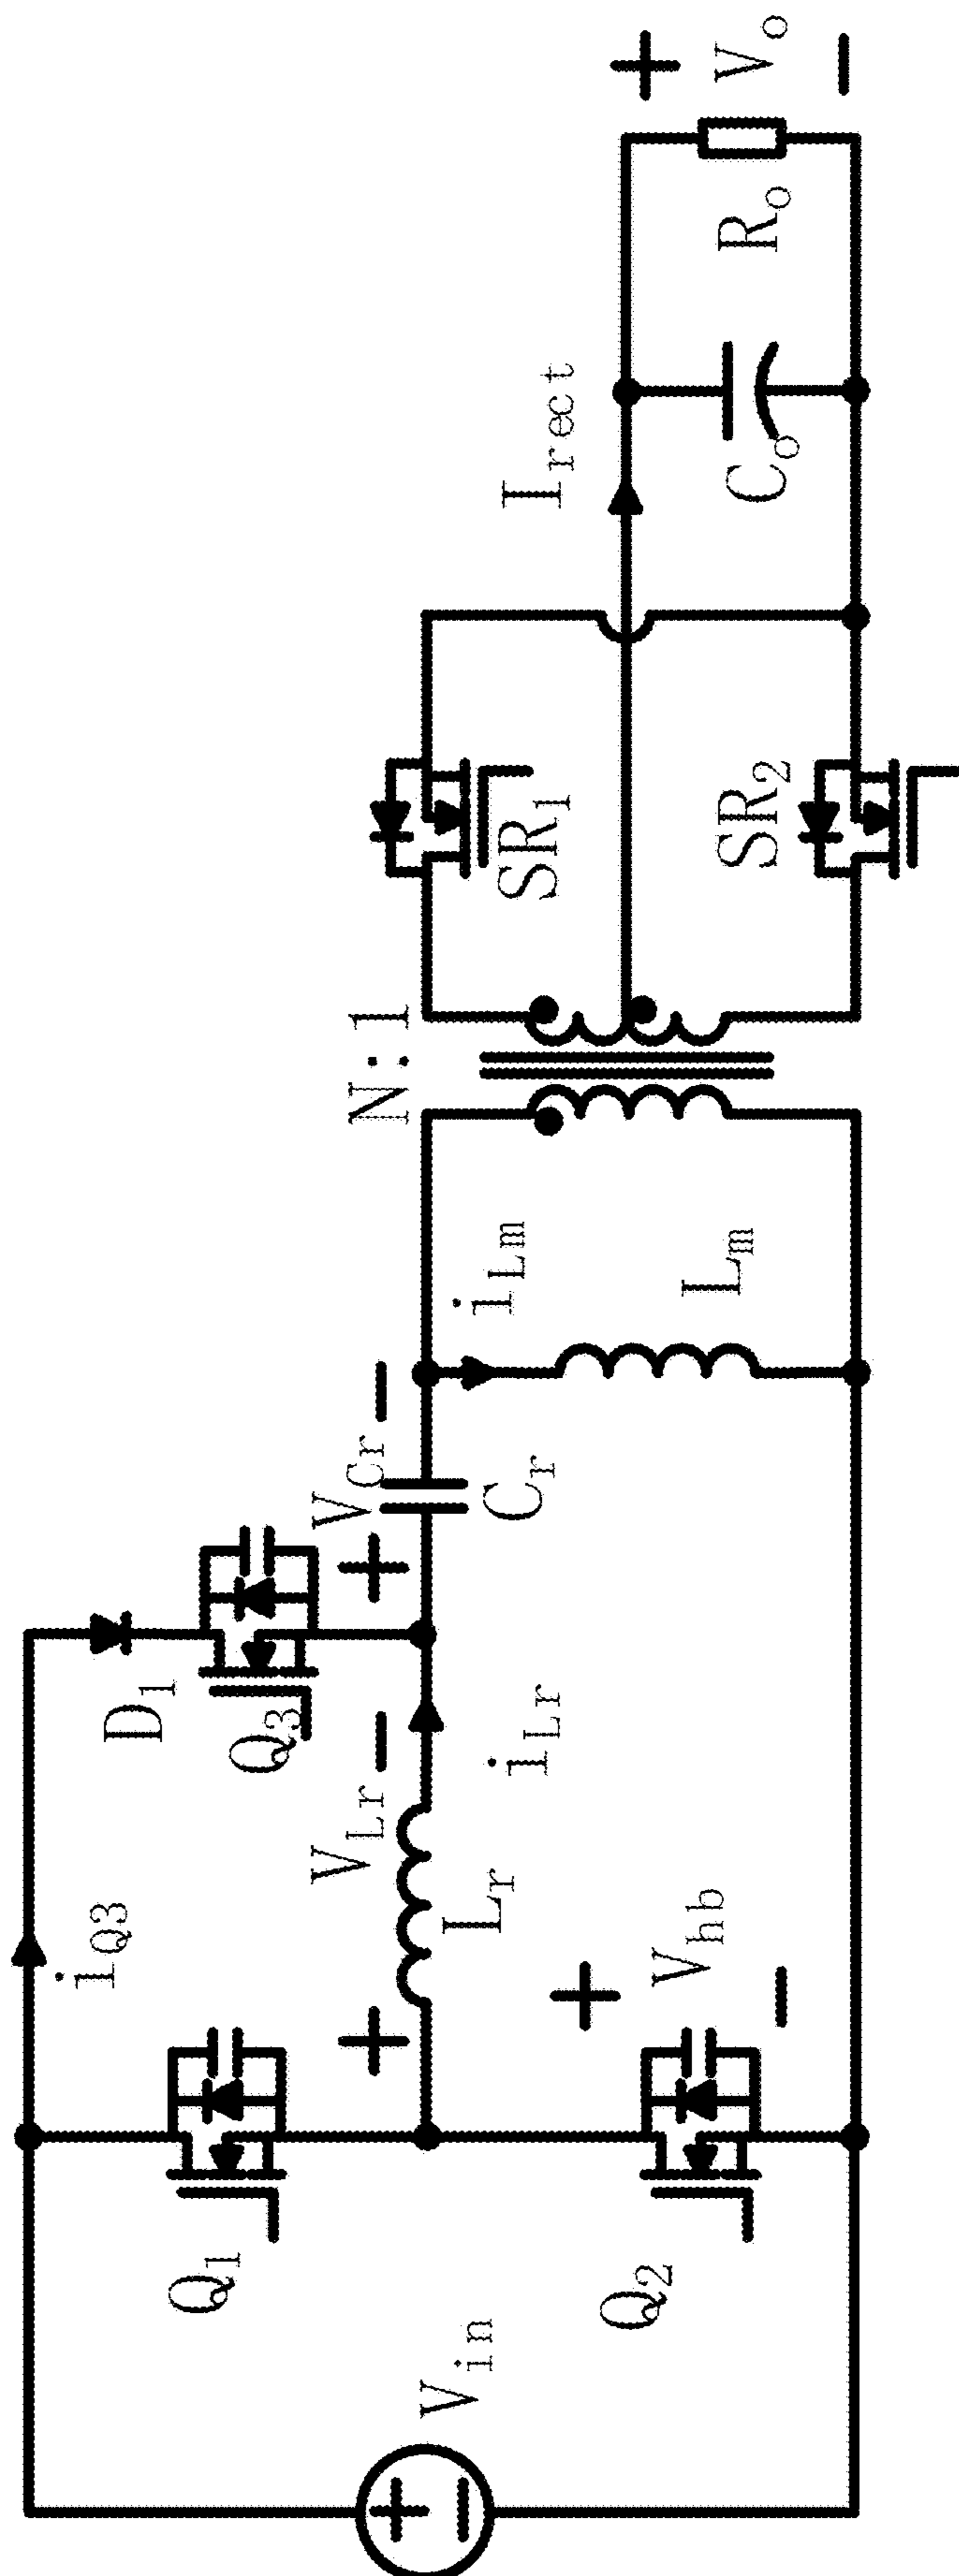 V_in
Q_1
Q_2
i_Q3
+
V_hb
−
+
V_Lr
−
L_r
i_Lr
D_1
Q_3
+
V_Cr
−
C_r
i_Lm
L_m
N:1
SR_1
SR_2
I_rect
C_o
R_o
+
V_o
−